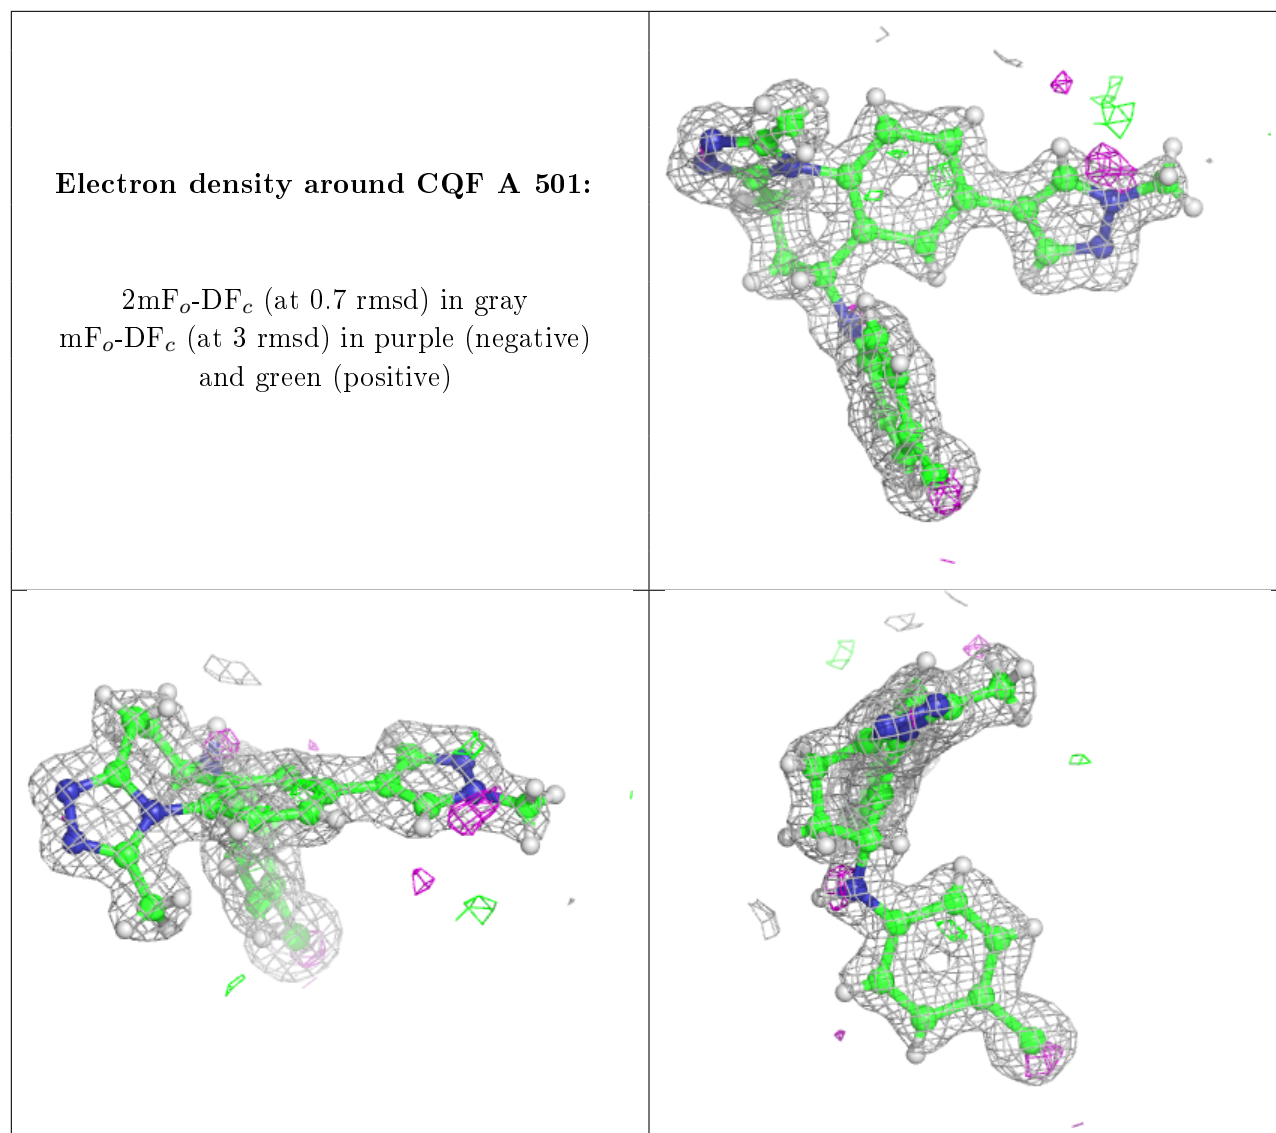 Electron density around CQF A 501:
2mFₒ-DF𝒸 (at 0.7 rmsd) in gray
mFₒ-DF𝒸 (at 3 rmsd) in purple (negative)
and green (positive)